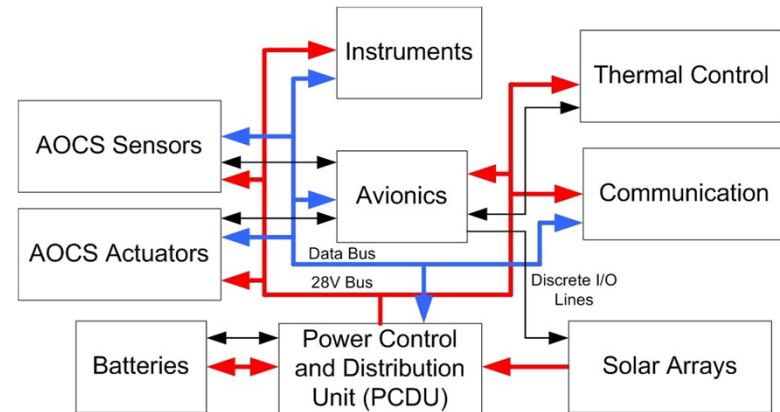 Instruments
Thermal Control
AOCS Sensors
Avionics
Communication
AOCS Actuators
Data Bus
28V Bus
Discrete I/O
Lines
Batteries
Power Control
and Distribution
Unit (PCDU)
Solar Arrays